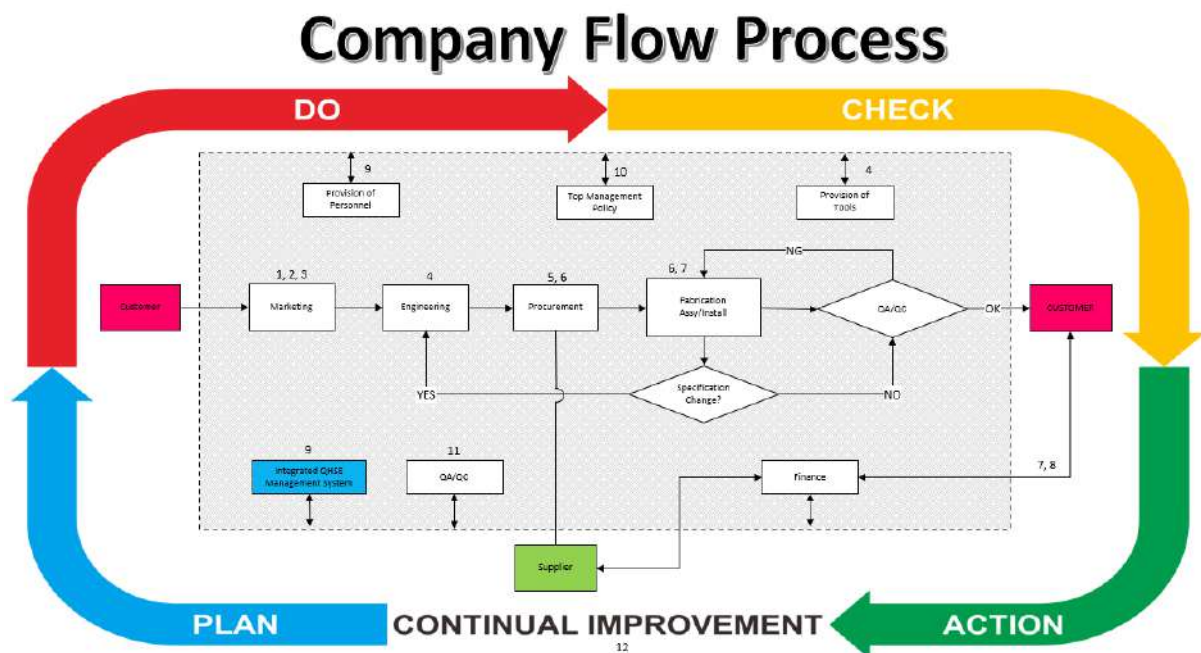 Company Flow Process
DO
CHECK
9
Provision of
Personnel
10
Top Management
Policy
4
Provision of
Tools
1, 2, 3
4
5, 6
6, 7
NG
Customer
Marketing
Engineering
Procurement
Fabrication
Assy/Install
QA/QC
OK
CUSTOMER
Specification
Change?
YES
NO
9
Integrated QHSE
Management System
11
QA/QC
Finance
7, 8
Supplier
PLAN
CONTINUAL IMPROVEMENT
ACTION
12